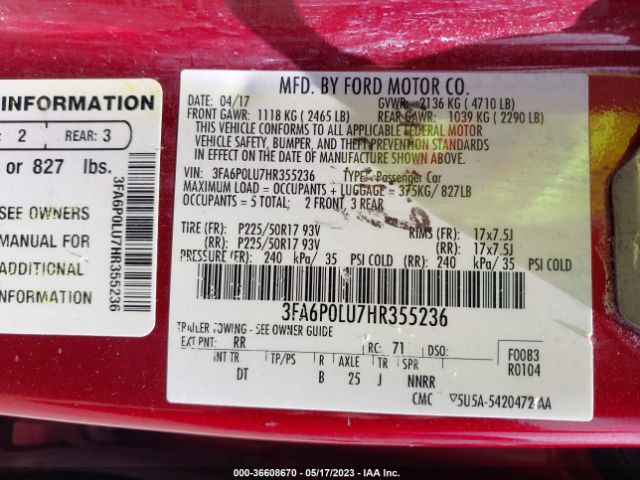 INFORMATION
2 REAR: 3
or 827 lbs.
SEE OWNERS
MANUAL FOR
ADDITIONAL
INFORMATION
3FA6P0LU7HR355236
MFD. BY FORD MOTOR CO.
DATE: 04/17 GVWR: 2136 KG ( 4710 LB)
FRONT GAWR: 1118 KG ( 2465 LB) REAR GAWR: 1039 KG ( 2290 LB)
THIS VEHICLE CONFORMS TO ALL APPLICABLE FEDERAL MOTOR
VEHICLE SAFETY, BUMPER, AND THEFT PREVENTION STANDARDS
IN EFFECT ON THE DATE OF MANUFACTURE SHOWN ABOVE.
VIN: 3FA6P0LU7HR355236 TYPE: Passenger Car
MAXIMUM LOAD = OCCUPANTS + LUGGAGE = 375KG/ 827LB
OCCUPANTS = 5 TOTAL; 2 FRONT, 3 REAR
TIRE (FR): P225/50R17 93V RIMS (FR): 17x7.5J
(RR): P225/50R17 93V (RR): 17x7.5J
PRESSURE (FR): 240 kPa/ 35 PSI COLD (RR): 240 kPa/ 35 PSI COLD
3FA6P0LU7HR355236
TRAILER TOWING - SEE OWNER GUIDE
EXT PNT: RR RC: 71 DSO: F0083
R0104
INT TR TP/PS R AXLE TR SPR
DT B 25 J NNRR
CMC 5U5A-5420472-AA
00-36608670 - 05/17/2023 - IAA Inc.